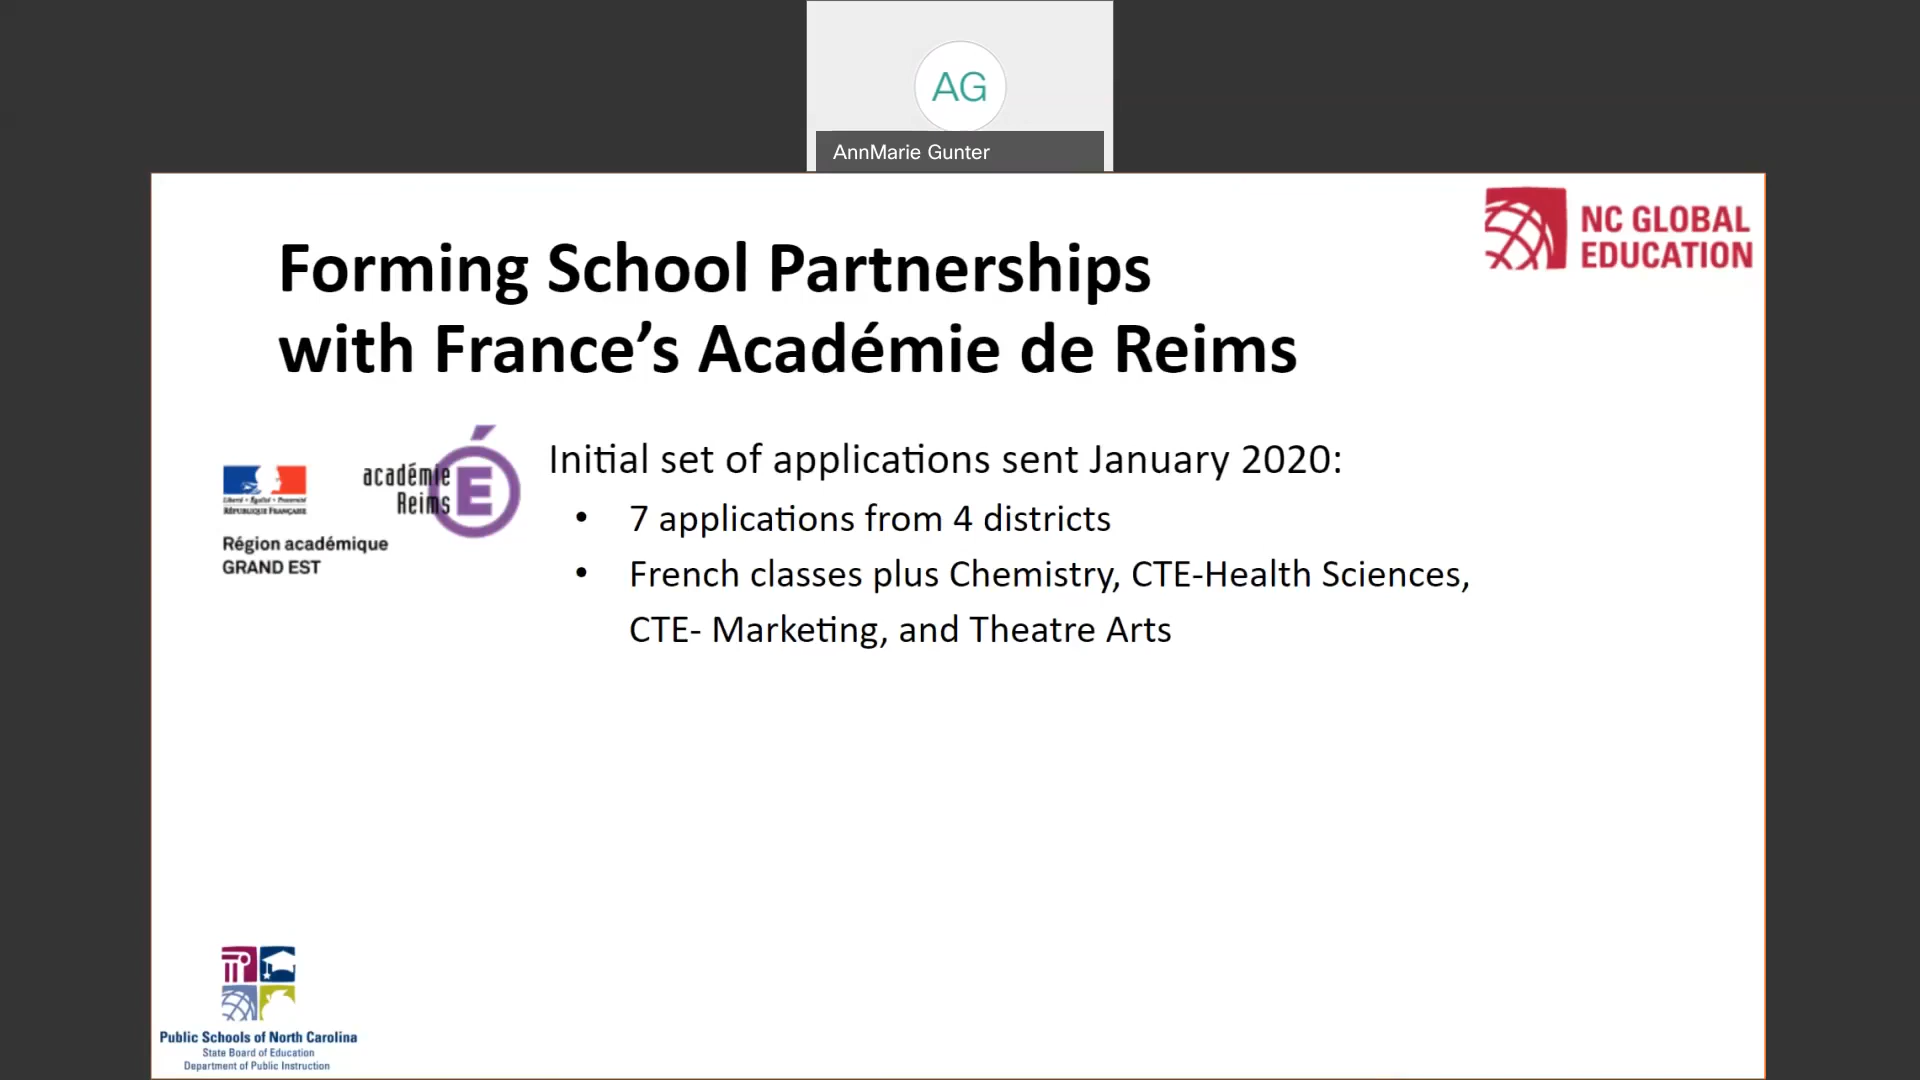 AG
AnnMarie Gunter
NC GLOBAL
EDUCATION
Forming School Partnerships
with France’s Académie de Reims
académie
Reims
É
Liberté • Égalité • Fraternité
RÉPUBLIQUE FRANÇAISE
Région académique
GRAND EST
Initial set of applications sent January 2020:
• 7 applications from 4 districts
• French classes plus Chemistry, CTE-Health Sciences,
CTE- Marketing, and Theatre Arts
Public Schools of North Carolina
State Board of Education
Department of Public Instruction